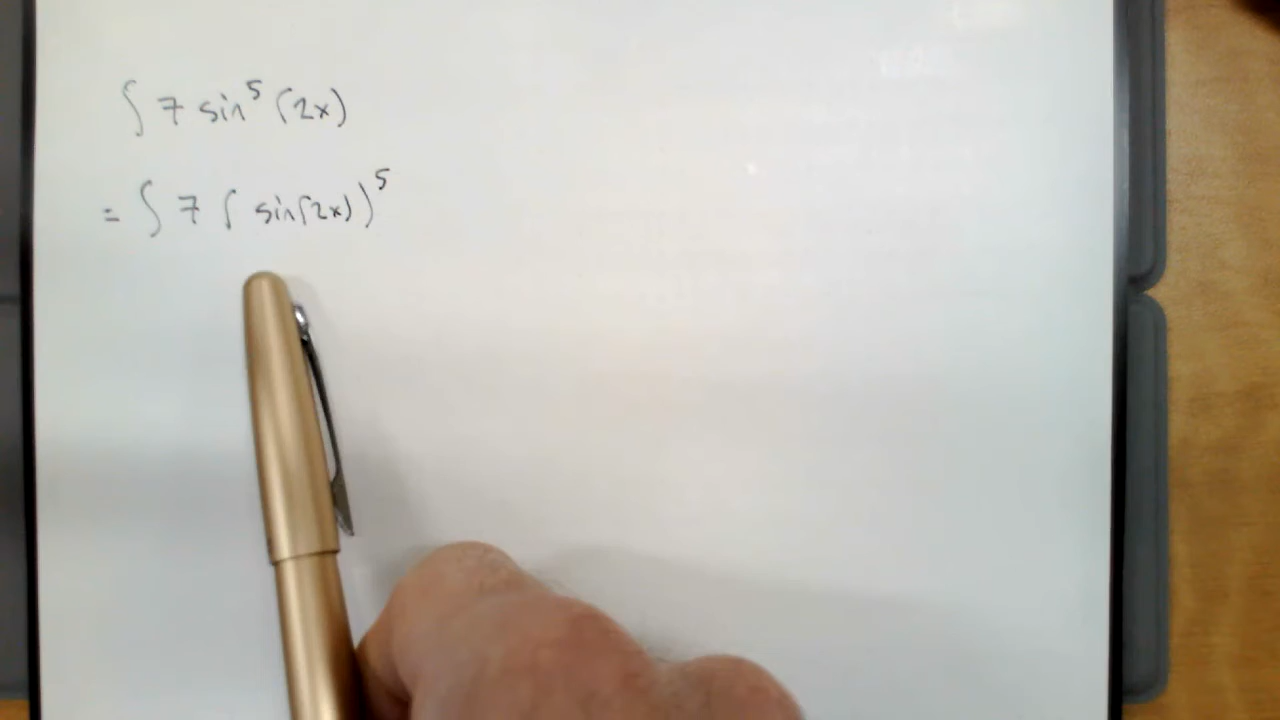 ∫ 7 sin⁵ (2x)
= ∫ 7 ( sin(2x) )⁵